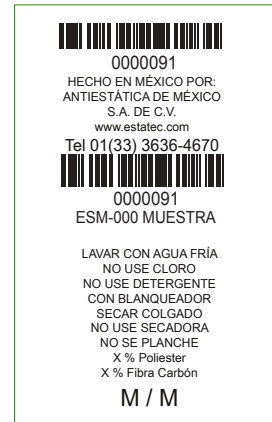 0000091
HECHO EN MÉXICO POR:
ANTIESTÁTICA DE MÉXICO
S.A. DE C.V.
www.estatec.com
Tel 01(33) 3636-4670
0000091
ESM-000 MUESTRA
LAVAR CON AGUA FRÍA
NO USE CLORO
NO USE DETERGENTE
CON BLANQUEADOR
SECAR COLGADO
NO USE SECADORA
NO SE PLANCHE
X % Poliester
X % Fibra Carbón
M / M